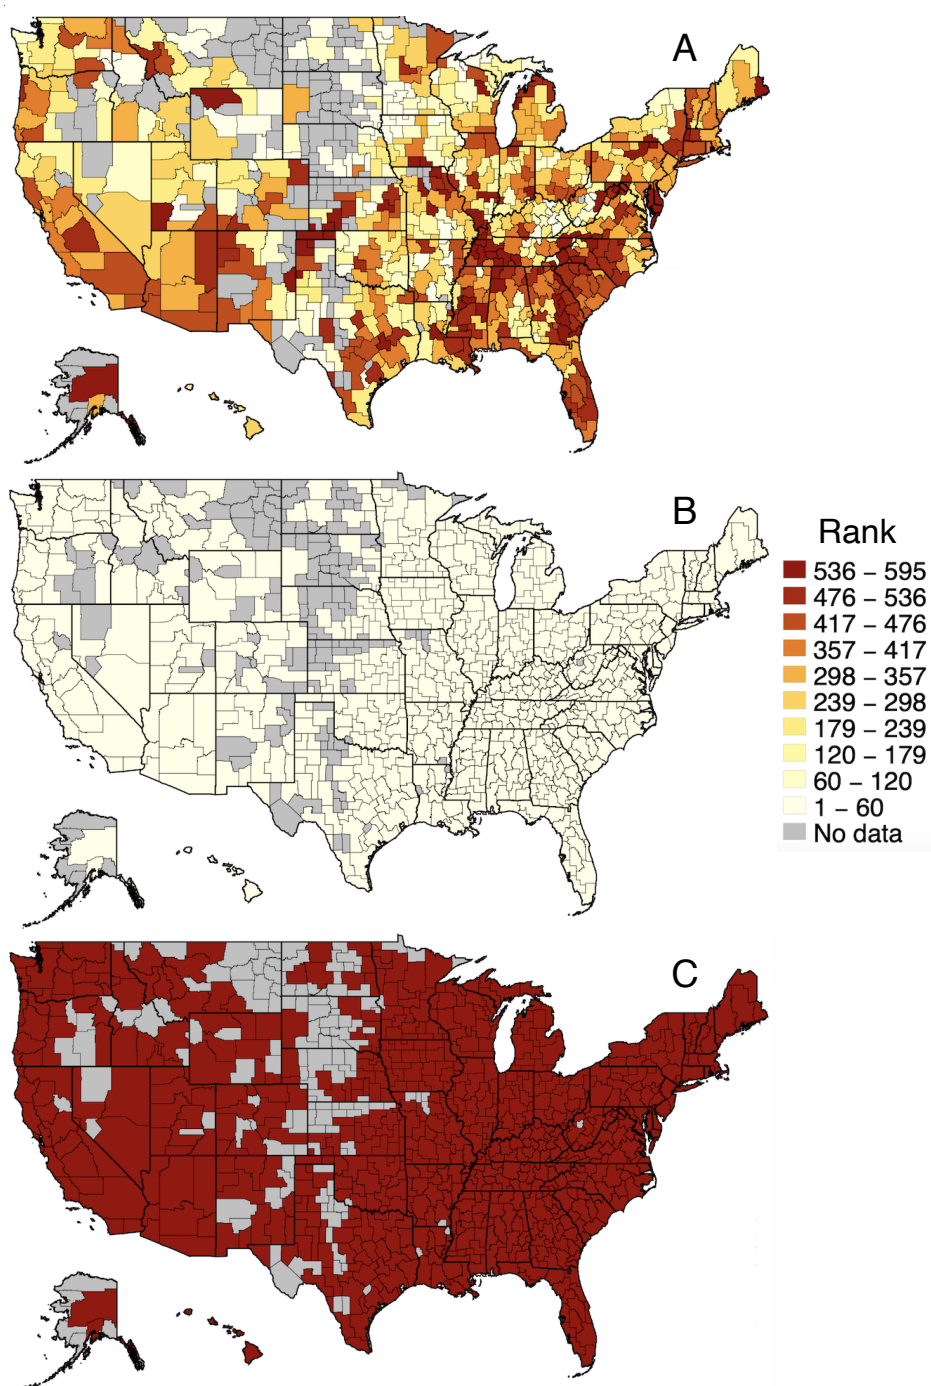 A
B
Rank
536 – 595
476 – 536
417 – 476
357 – 417
298 – 357
239 – 298
179 – 239
120 – 179
60 – 120
1 – 60
No data
C